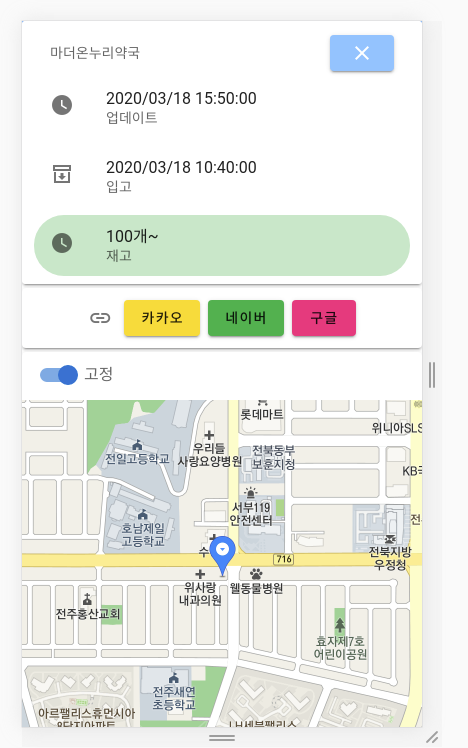 마더온누리약국
2020/03/18 15:50:00
업데이트
2020/03/18 10:40:00
입고
100개~
재고
카카오
네이버
구글
고정
롯데마트
위니아SLS
우리들
사랑요양병원
전일고등학교
전북동부
보훈지청
KB국
서부119
안전센터
호남제일
고등학교
전
수
716
전북지방
우정청
위사랑
내과의원
웰동물병원
전주홍산교회
효자제7호
어린이공원
전주새연
초등학교
아르팰리스휴먼시아